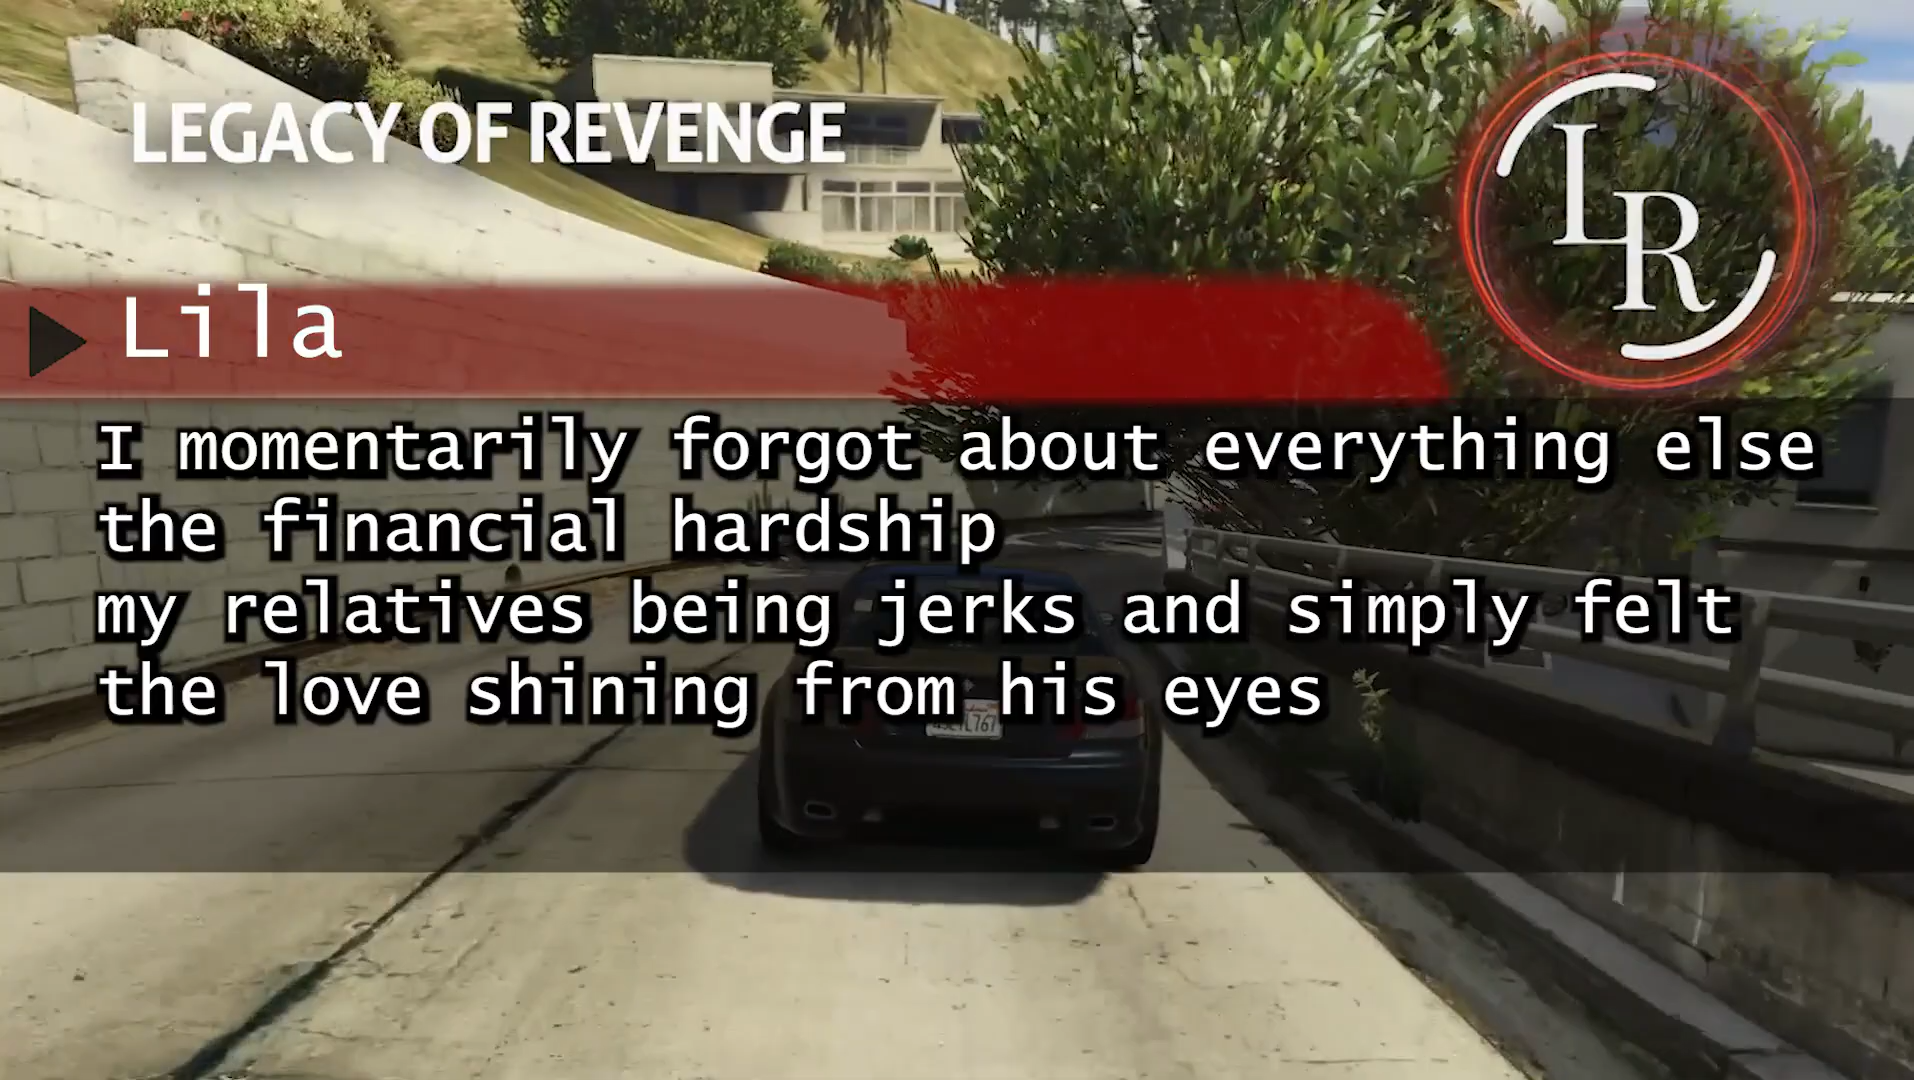 LEGACY OF REVENGE
LR
Lila
I momentarily forgot about everything else
the financial hardship
my relatives being jerks and simply felt
the love shining from his eyes